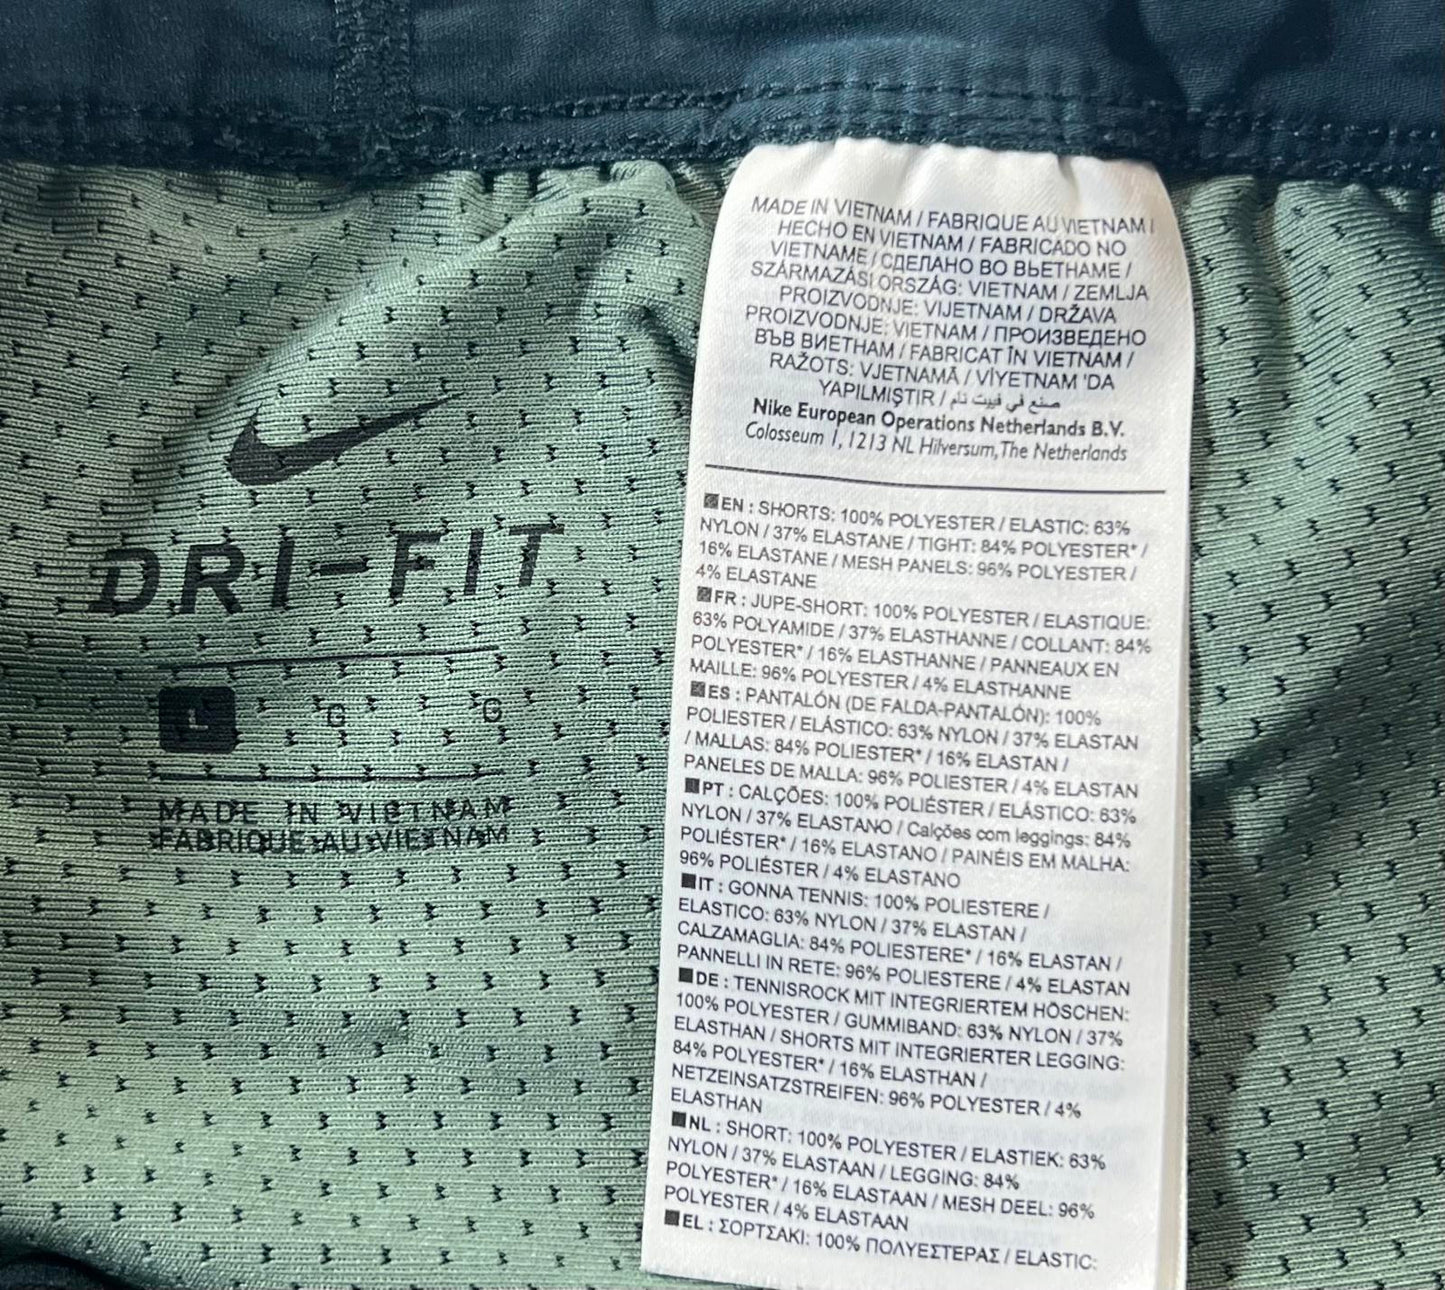 DRI-FIT
L G G
MADE IN VIETNAM
FABRIQUE AU VIETNAM
MADE IN VIETNAM / FABRIQUE AU VIETNAM /
HECHO EN VIETNAM / FABRICADO NO
VIETNAME / СДЕЛАНО ВО ВЬЕТНАМЕ /
SZÁRMAZÁSI ORSZÁG: VIETNAM / ZEMLJA
PROIZVODNJE: VIJETNAM / DRŽAVA
PROIZVODNJE: VIETNAM / ПРОИЗВЕДЕНО
ВЪВ ВИЕТНАМ / FABRICAT ÎN VIETNAM /
RAŽOTS: VJETNAMĀ / VİYETNAM 'DA
YAPILMIŞTIR / صنع في فييت نام
Nike European Operations Netherlands B.V.
Colosseum 1, 1213 NL Hilversum, The Netherlands
EN : SHORTS: 100% POLYESTER / ELASTIC: 63%
NYLON / 37% ELASTANE / TIGHT: 84% POLYESTER* /
16% ELASTANE / MESH PANELS: 96% POLYESTER /
4% ELASTANE
FR : JUPE-SHORT: 100% POLYESTER / ELASTIQUE:
63% POLYAMIDE / 37% ELASTHANNE / COLLANT: 84%
POLYESTER* / 16% ELASTHANNE / PANNEAUX EN
MAILLE: 96% POLYESTER / 4% ELASTHANNE
ES : PANTALÓN (DE FALDA-PANTALÓN): 100%
POLIESTER / ELÁSTICO: 63% NYLON / 37% ELASTAN
/ MALLAS: 84% POLIESTER* / 16% ELASTAN /
PANELES DE MALLA: 96% POLIESTER / 4% ELASTAN
PT : CALÇÕES: 100% POLIÉSTER / ELÁSTICO: 63%
NYLON / 37% ELASTANO / Calções com leggings: 84%
POLIÉSTER* / 16% ELASTANO / PAINÉIS EM MALHA:
96% POLIÉSTER / 4% ELASTANO
IT : GONNA TENNIS: 100% POLIESTERE /
ELASTICO: 63% NYLON / 37% ELASTAN /
CALZAMAGLIA: 84% POLIESTERE* / 16% ELASTAN /
PANNELLI IN RETE: 96% POLIESTERE / 4% ELASTAN
DE : TENNISROCK MIT INTEGRIERTEM HÖSCHEN:
100% POLYESTER / GUMMIBAND: 63% NYLON / 37%
ELASTHAN / SHORTS MIT INTEGRIERTER LEGGING:
84% POLYESTER* / 16% ELASTHAN /
NETZEINSATZSTREIFEN: 96% POLYESTER / 4%
ELASTHAN
NL : SHORT: 100% POLYESTER / ELASTIEK: 63%
NYLON / 37% ELASTAAN / LEGGING: 84%
POLYESTER* / 16% ELASTAAN / MESH DEEL: 96%
POLYESTER / 4% ELASTAAN
EL : ΣΟΡΤΣΑΚΙ: 100% ΠΟΛΥΕΣΤΕΡΑΣ / ELASTIC: